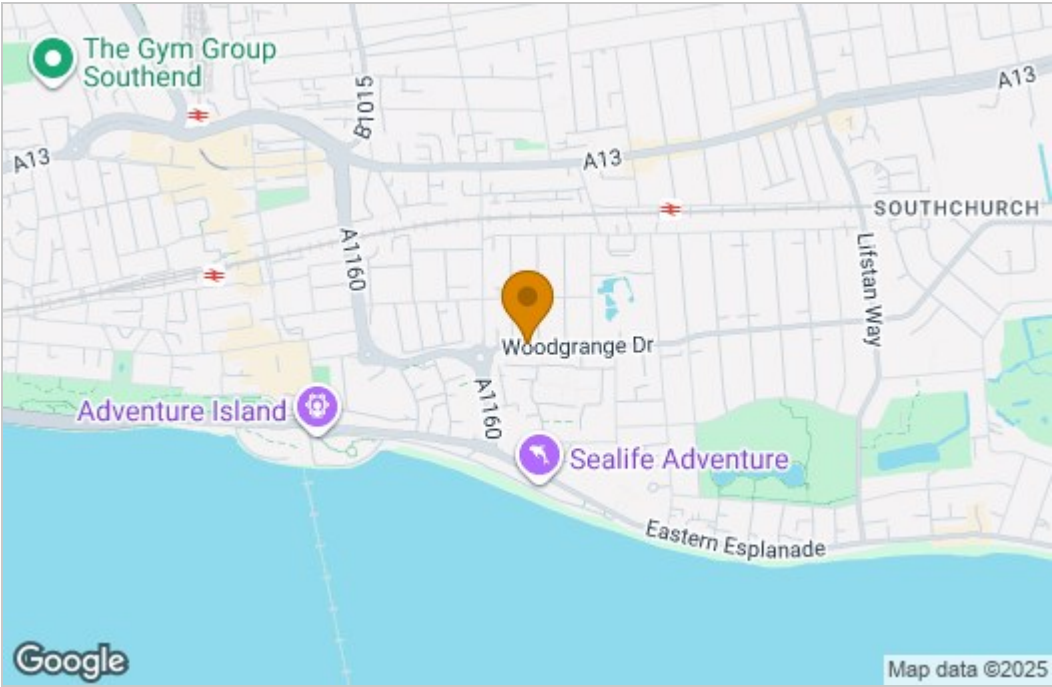 The Gym Group
Southend
B1015
A13
A13
A13
SOUTHCHURCH
A1160
Lifstan Way
Woodgrange Dr
Adventure Island
A1160
Sealife Adventure
Eastern Esplanade
Google
Map data ©2025